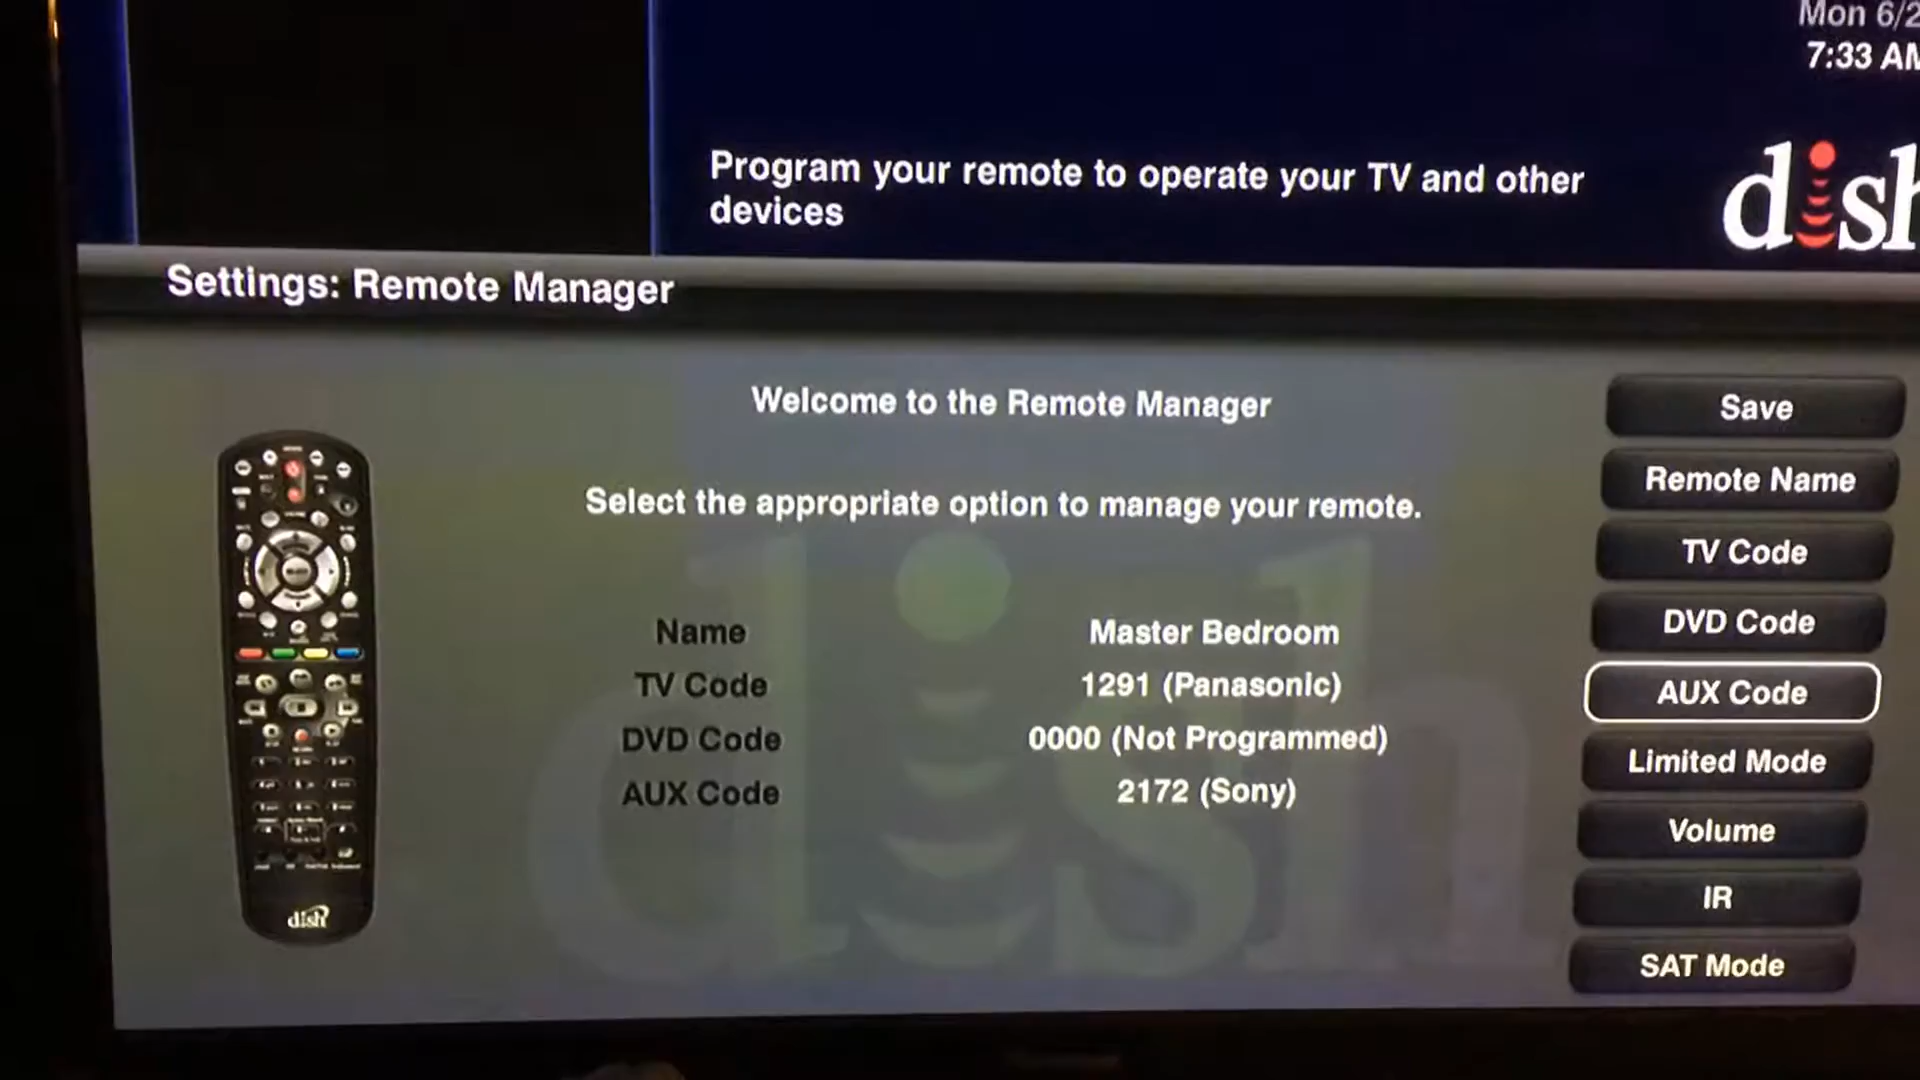 Mon 6/2
7:33 AM
Program your remote to operate your TV and other
devices
dish
Settings: Remote Manager
Welcome to the Remote Manager
Select the appropriate option to manage your remote.
Name Master Bedroom
TV Code 1291 (Panasonic)
DVD Code 0000 (Not Programmed)
AUX Code 2172 (Sony)
Save
Remote Name
TV Code
DVD Code
AUX Code
Limited Mode
Volume
IR
SAT Mode
dish
dish